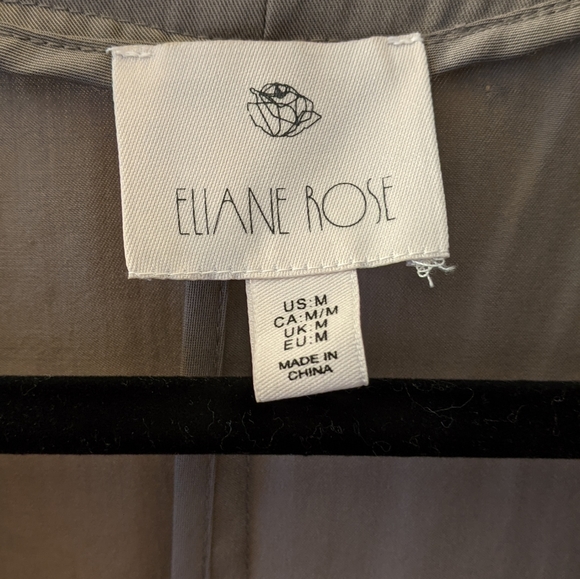 ELIANE ROSE
US:M
CA:M/M
UK:M
EU:M
MADE IN
CHINA